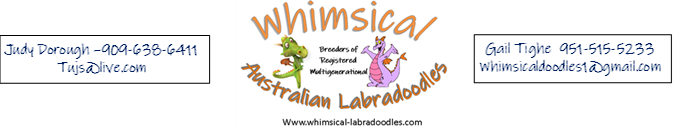 Judy Dorough –909-638-6411
Tujs@live.com
Whimsical
Breeders of
Registered
Multigenerational
Australian Labradoodles
www.whimsical-labradoodles.com
Gail Tighe 951-515-5233
Whimsicaldoodles1@gmail.com